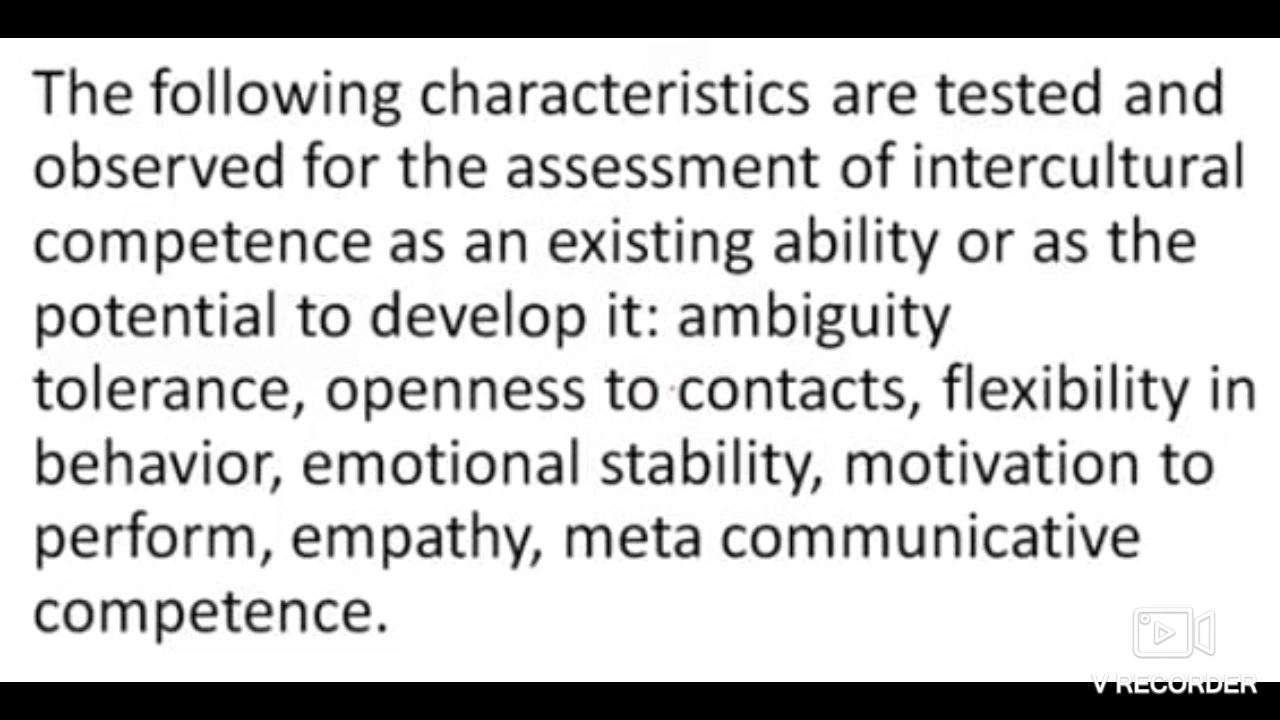 The following characteristics are tested and
observed for the assessment of intercultural
competence as an existing ability or as the
potential to develop it: ambiguity
tolerance, openness to contacts, flexibility in
behavior, emotional stability, motivation to
perform, empathy, meta communicative
competence.
V RECORDER